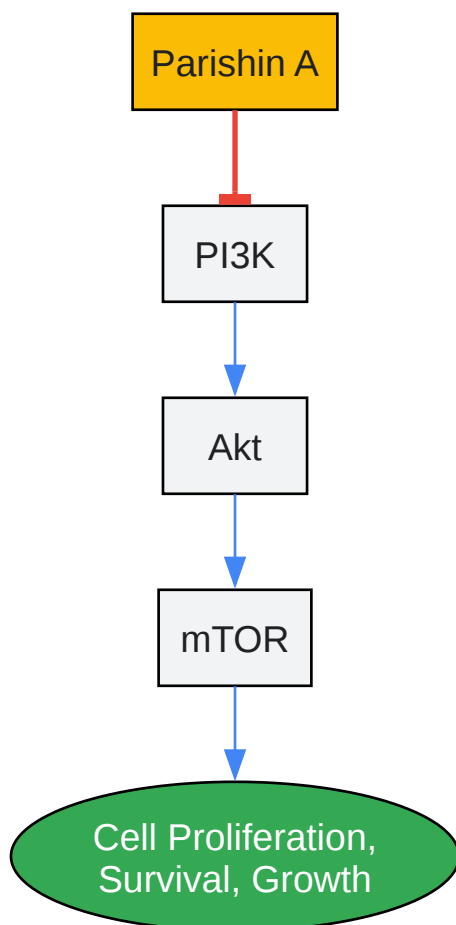 Parishin A
PI3K
Akt
mTOR
Cell Proliferation,
Survival, Growth